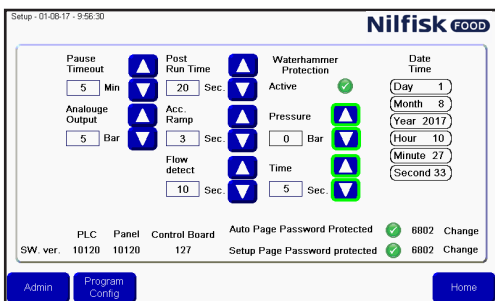 Setup - 01-08-17 - 9:56:30
Nilfisk FOOD
Pause Timeout
5 Min
Post Run Time
20 Sec.
Waterhammer Protection
Active
Date Time
Day 1
Month 8
Year 2017
Hour 10
Minute 27
Second 33
Analouge Output
5 Bar
Acc. Ramp
3 Sec.
Pressure
0 Bar
Flow detect
10 Sec.
Time
5 Sec.
PLC Panel Control Board
SW. ver. 10120 10120 127
Auto Page Password Protected 6802 Change
Setup Page Password protected 6802 Change
Admin
Program Config
Home